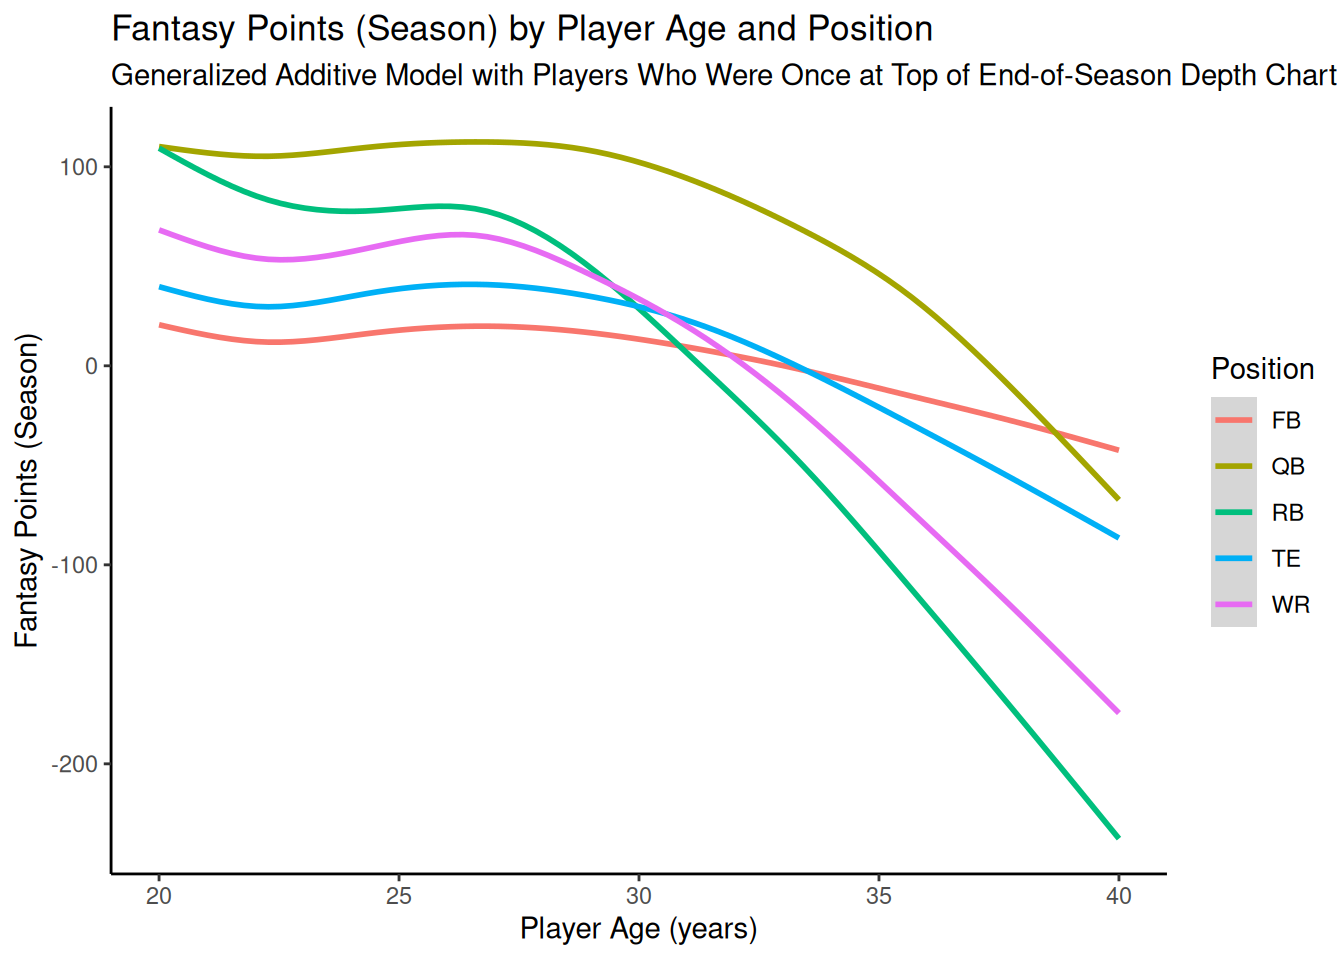 Fantasy Points (Season) by Player Age and Position
Generalized Additive Model with Players Who Were Once at Top of End-of-Season Depth Chart
Fantasy Points (Season)
100
0
-100
-200
20
25
30
35
40
Player Age (years)
Position
FB
QB
RB
TE
WR